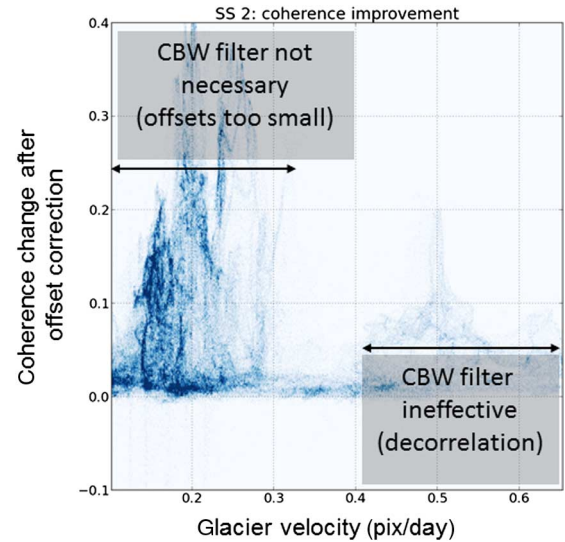 SS 2: coherence improvement
0.4
0.3
0.2
0.1
0.0
−0.1
Coherence change after
offset correction
CBW filter not
necessary
(offsets too small)
CBW filter
ineffective
(decorrelation)
0.2
0.3
0.4
0.5
0.6
Glacier velocity (pix/day)